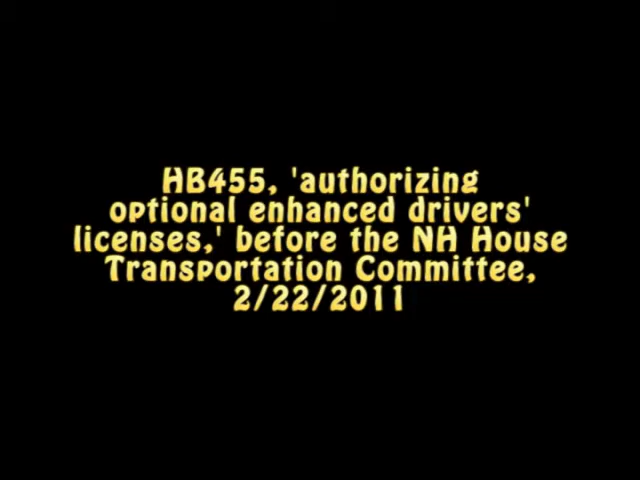 HB455, 'authorizing
optional enhanced drivers'
licenses,' before the NH House
Transportation Committee,
2/22/2011